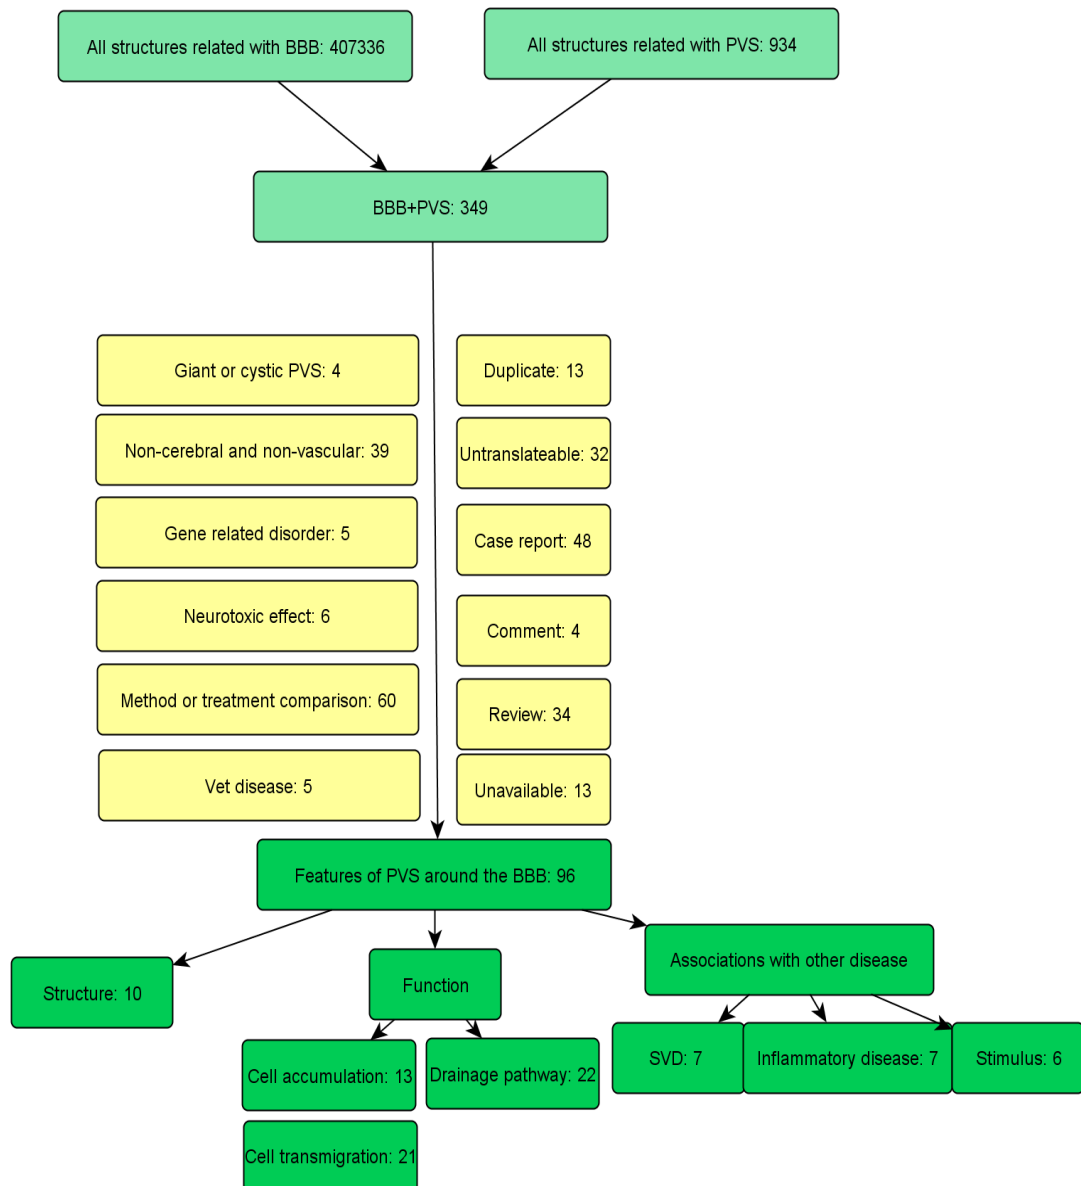 All structures related with BBB: 407336
All structures related with PVS: 934
BBB+PVS: 349
Giant or cystic PVS: 4
Duplicate: 13
Non-cerebral and non-vascular: 39
Untranslateable: 32
Gene related disorder: 5
Case report: 48
Neurotoxic effect: 6
Comment: 4
Method or treatment comparison: 60
Review: 34
Vet disease: 5
Unavailable: 13
Features of PVS around the BBB: 96
Structure: 10
Function
Associations with other disease
Cell accumulation: 13
Drainage pathway: 22
SVD: 7
Inflammatory disease: 7
Stimulus: 6
Cell transmigration: 21